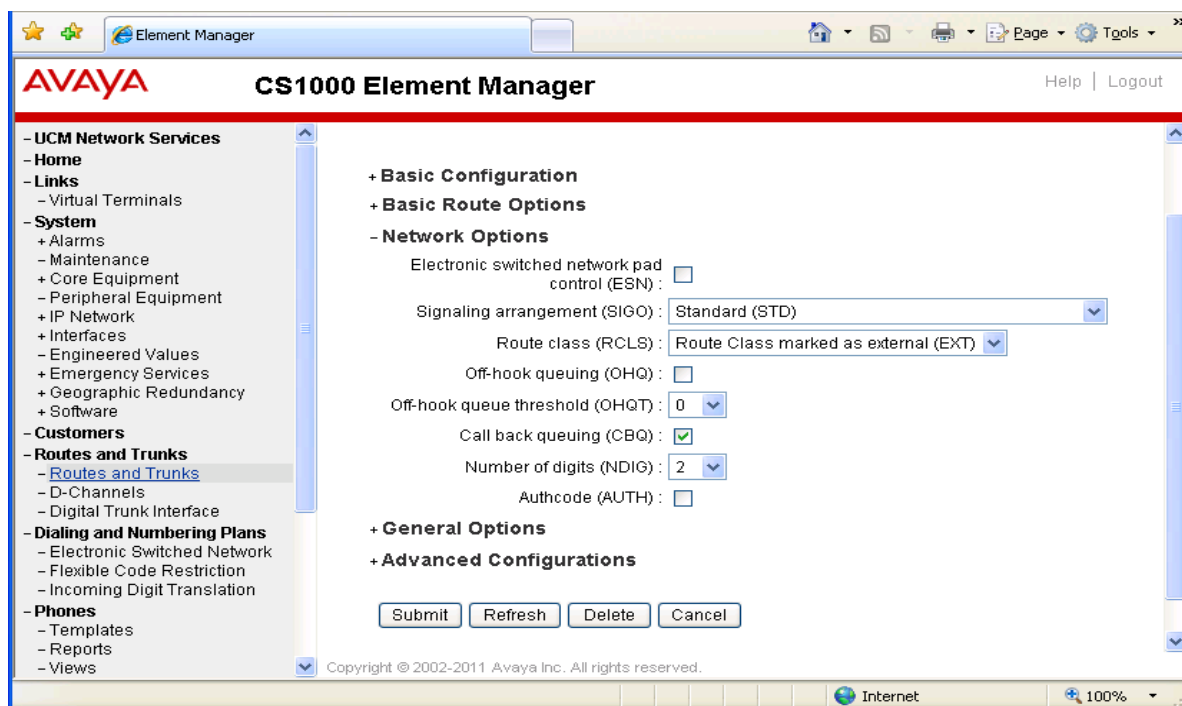 Element Manager
Page
Tools
AVAYA
CS1000 Element Manager
Help | Logout
– UCM Network Services
– Home
– Links
– Virtual Terminals
– System
+ Alarms
– Maintenance
+ Core Equipment
– Peripheral Equipment
+ IP Network
+ Interfaces
– Engineered Values
+ Emergency Services
+ Geographic Redundancy
+ Software
– Customers
– Routes and Trunks
– Routes and Trunks
– D-Channels
– Digital Trunk Interface
– Dialing and Numbering Plans
– Electronic Switched Network
– Flexible Code Restriction
– Incoming Digit Translation
– Phones
– Templates
– Reports
– Views
+ Basic Configuration
+ Basic Route Options
– Network Options
Electronic switched network pad
control (ESN) :
Signaling arrangement (SIGO) : Standard (STD)
Route class (RCLS) : Route Class marked as external (EXT)
Off-hook queuing (OHQ) :
Off-hook queue threshold (OHQT) : 0
Call back queuing (CBQ) :
Number of digits (NDIG) : 2
Authcode (AUTH) :
+ General Options
+ Advanced Configurations
Submit Refresh Delete Cancel
Copyright © 2002-2011 Avaya Inc. All rights reserved.
Internet
100%